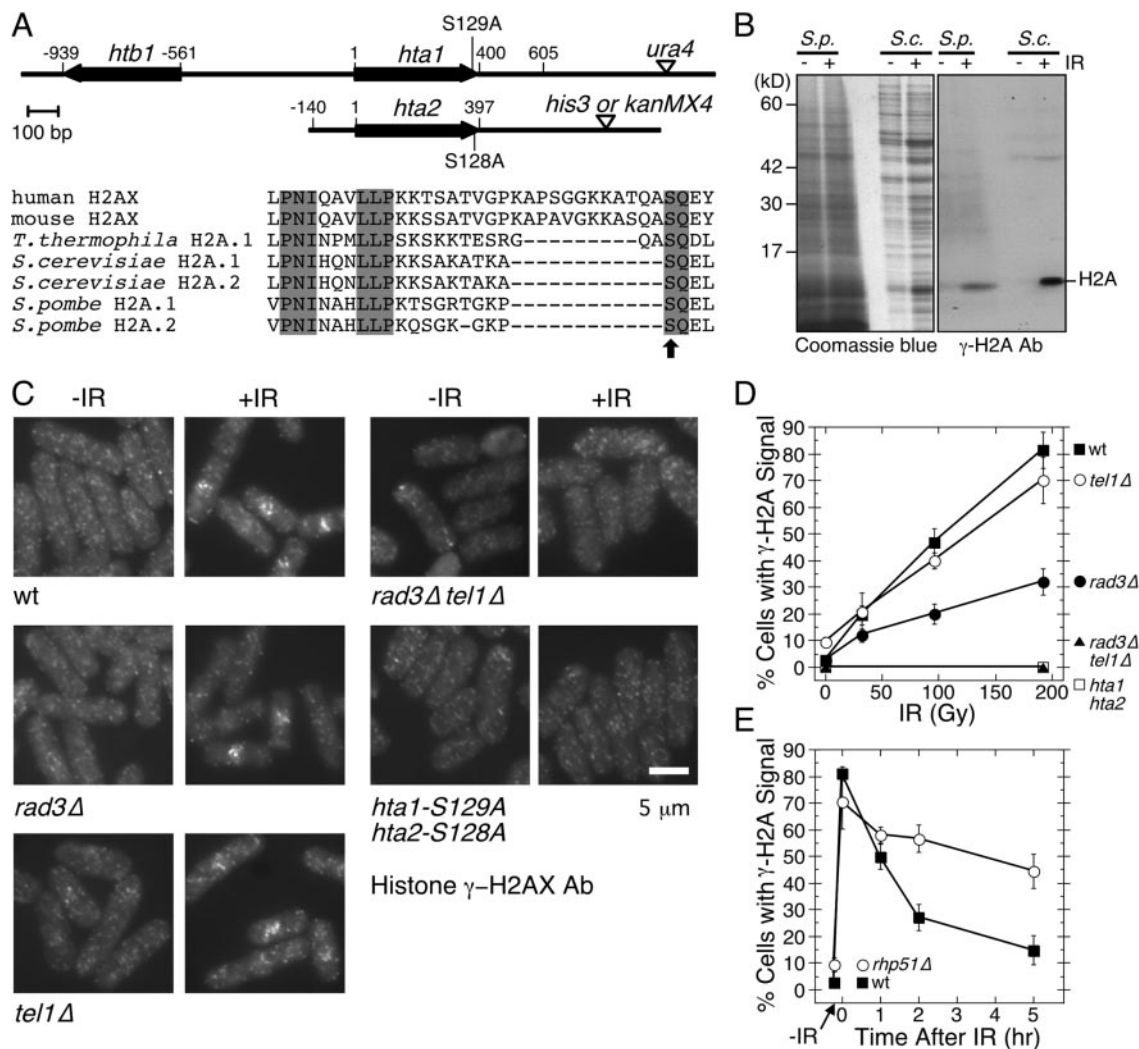 A
S129A
-939 htb1 -561 1 hta1 400 605 ura4
-140 1 hta2 397 his3 or kanMX4
100 bp
S128A
human H2AX LPNIQAVLLPKKTSATVGPKAPSGGKKATQASQEY
mouse H2AX LPNIQAVLLPKKSSATVGPKAPAVGKKASQASQEY
T.thermophila H2A.1 LPNINPMLLPSKSKKTESRG-----------QASQDL
S.cerevisiae H2A.1 LPNIHQNLLPKKSAKATKA-------------SQEL
S.cerevisiae H2A.2 LPNIHQNLLPKKSAKTAKA-------------SQEL
S.pombe H2A.1 VPNINAHLLPKTSGRTGKP-------------SQEL
S.pombe H2A.2 VPNINAHLLPKQSGK-GKP-------------SQEL
B
S.p. S.c. S.p. S.c.
- + - + - + - + IR
(kD)
60
42
30
17
H2A
Coomassie blue γ-H2A Ab
C
-IR +IR -IR +IR
wt rad3Δ tel1Δ
rad3Δ hta1-S129A
hta2-S128A
5 μm
Histone γ-H2AX Ab
tel1Δ
D
% Cells with γ-H2A Signal
90
80
70
60
50
40
30
20
10
0
0 50 100 150 200
IR (Gy)
wt
tel1Δ
rad3Δ
rad3Δ
tel1Δ
hta1
hta2
E
% Cells with γ-H2A Signal
90
80
70
60
50
40
30
20
10
0
rhp51Δ
wt
0 1 2 3 4 5
-IR
Time After IR (hr)